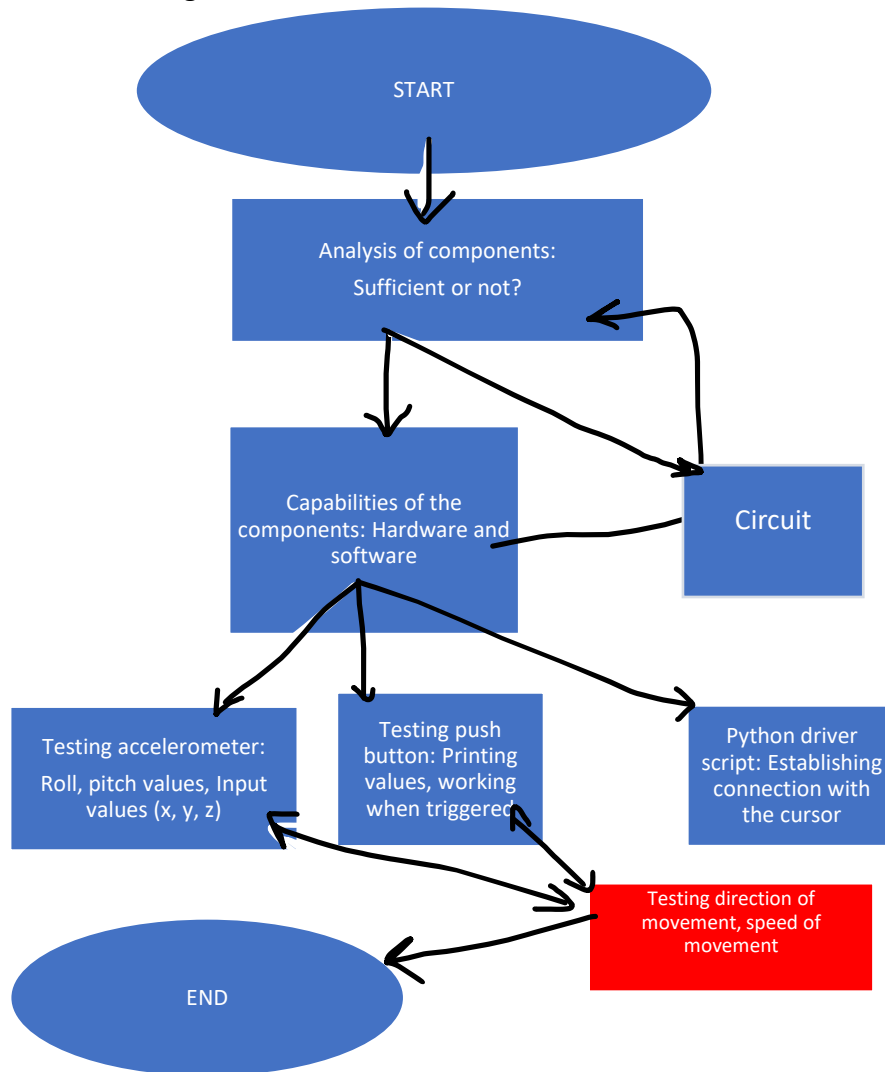 START
Analysis of components:
Sufficient or not?
Capabilities of the
components: Hardware and
software
Circuit
Testing accelerometer:
Roll, pitch values, Input
values (x, y, z)
Testing push
button: Printing
values, working
when triggered
Python driver
script: Establishing
connection with
the cursor
Testing direction of
movement, speed of
movement
END